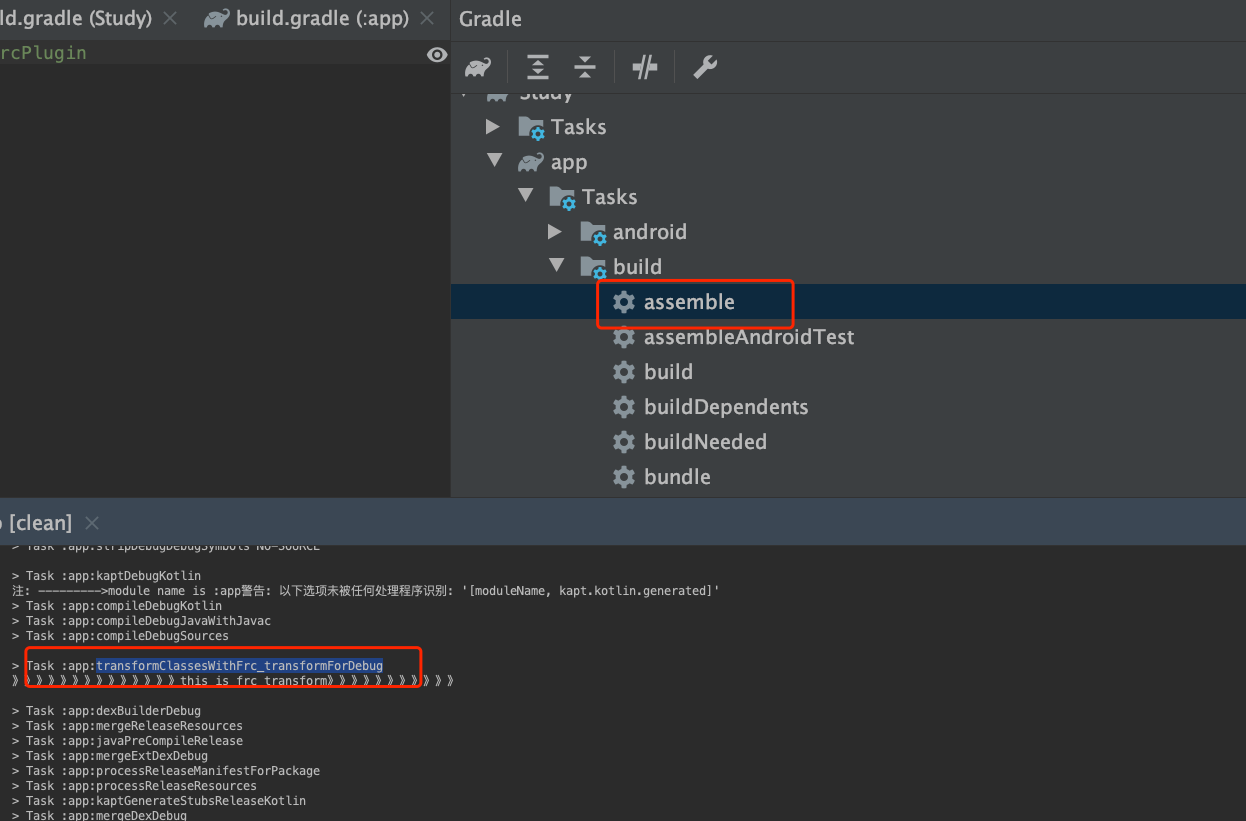 ld.gradle (Study)
build.gradle (:app)
Gradle
rcPlugin
Study
Tasks
app
Tasks
android
build
assemble
assembleAndroidTest
build
buildDependents
buildNeeded
bundle
[clean]
> Task :app:stripDebugDebugSymbols NO-SOURCE
> Task :app:kaptDebugKotlin
注: --------->module name is :app警告: 以下选项未被任何处理程序识别: '[moduleName, kapt.kotlin.generated]'
> Task :app:compileDebugKotlin
> Task :app:compileDebugJavaWithJavac
> Task :app:compileDebugSources
> Task :app:transformClassesWithFrc_transformForDebug
》》》》》》》》》》》》》》this is frc transform》》》》》》》》》》》
> Task :app:dexBuilderDebug
> Task :app:mergeReleaseResources
> Task :app:javaPreCompileRelease
> Task :app:mergeExtDexDebug
> Task :app:processReleaseManifestForPackage
> Task :app:processReleaseResources
> Task :app:kaptGenerateStubsReleaseKotlin
> Task :app:mergeDexDebug